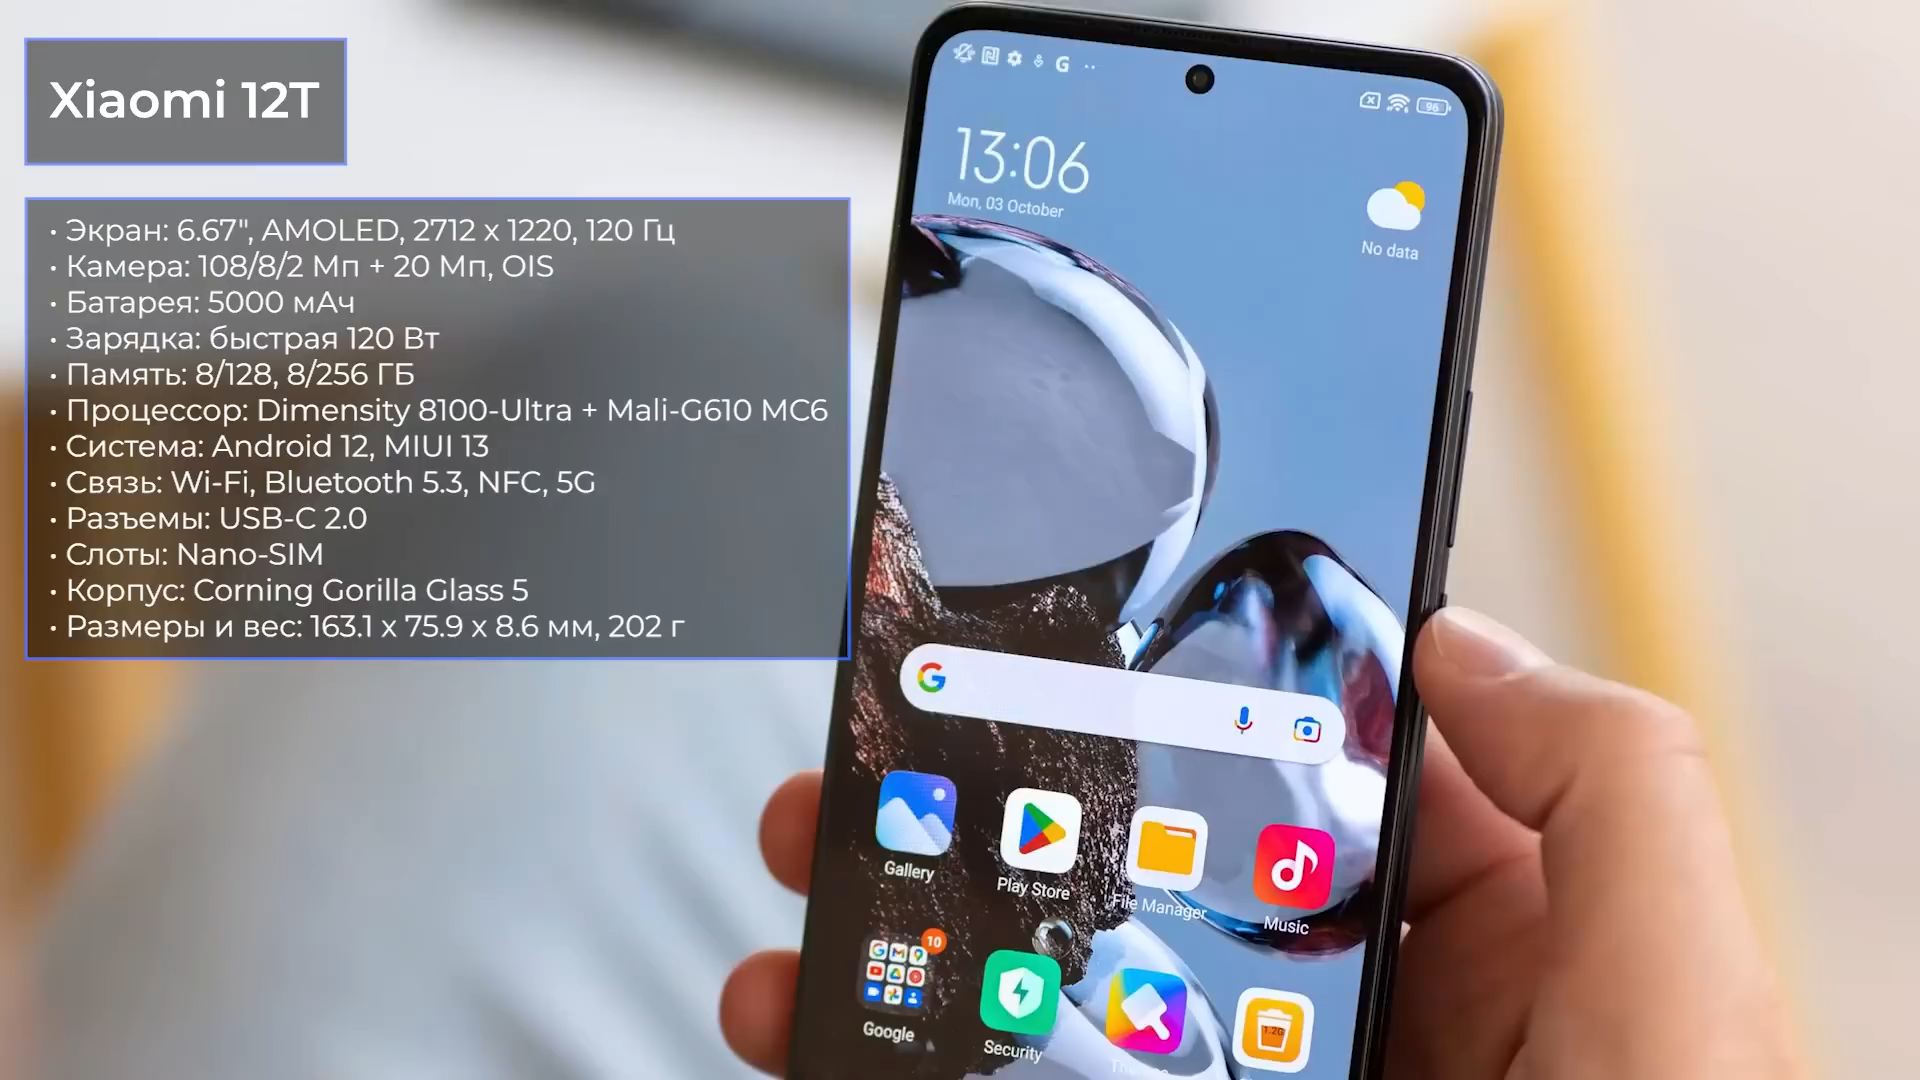 Xiaomi 12T
• Экран: 6.67", AMOLED, 2712 x 1220, 120 Гц
• Камера: 108/8/2 Мп + 20 Мп, OIS
• Батарея: 5000 мАч
• Зарядка: быстрая 120 Вт
• Память: 8/128, 8/256 ГБ
• Процессор: Dimensity 8100-Ultra + Mali-G610 MC6
• Система: Android 12, MIUI 13
• Связь: Wi-Fi, Bluetooth 5.3, NFC, 5G
• Разъемы: USB-C 2.0
• Слоты: Nano-SIM
• Корпус: Corning Gorilla Glass 5
• Размеры и вес: 163.1 x 75.9 x 8.6 мм, 202 г
G
96
13:06
Mon, 03 October
No data
G
Gallery
Play Store
File Manager
Music
10
Google
Security
1.2G